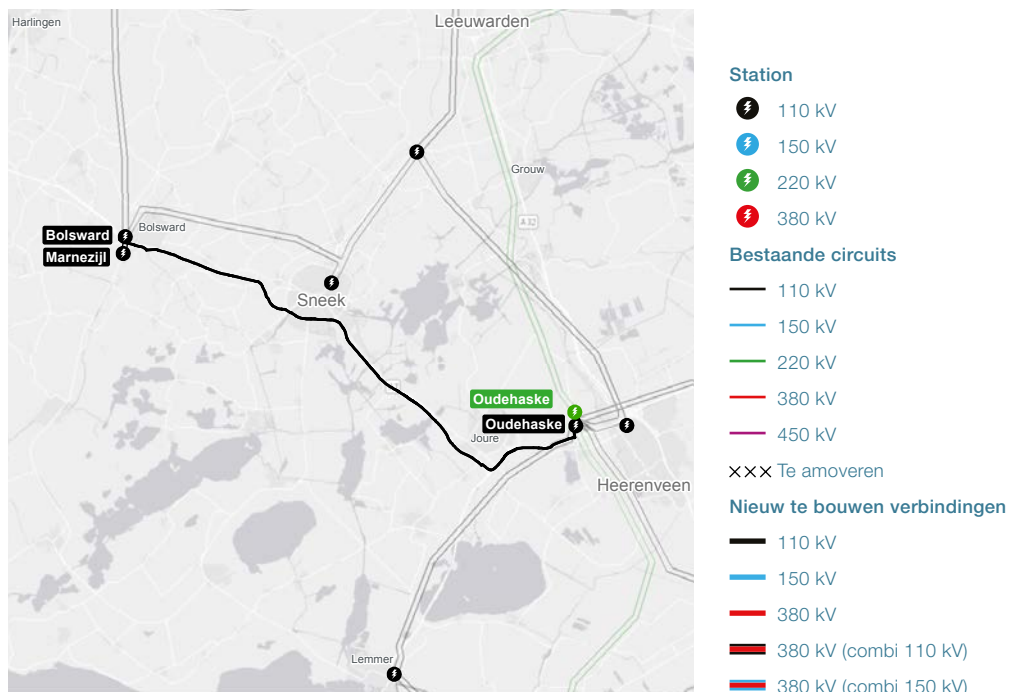 Harlingen
Leeuwarden
Grouw
A32
Bolsward
Bolsward
Marnezijl
Sneek
Oudehaske
Oudehaske
Joure
Heerenveen
Lemmer
Station
110 kV
150 kV
220 kV
380 kV
Bestaande circuits
110 kV
150 kV
220 kV
380 kV
450 kV
Te amoveren
Nieuw te bouwen verbindingen
110 kV
150 kV
380 kV
380 kV (combi 110 kV)
380 kV (combi 150 kV)